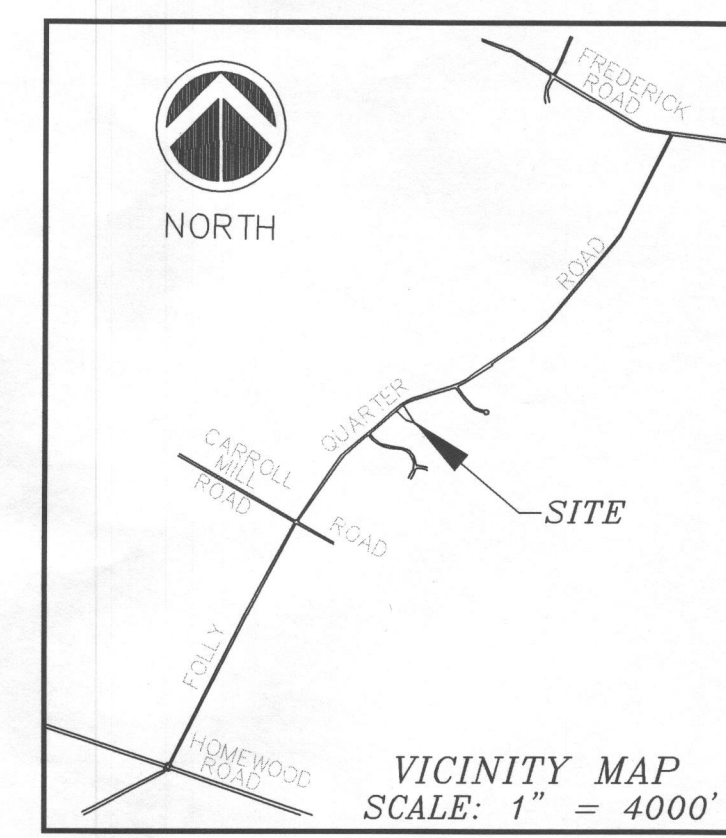 FREDERICK
ROAD
NORTH
ROAD
QUARTER
CARROLL
MILL
ROAD
ROAD
SITE
FOLLY
HOMEWOOD
ROAD
VICINITY MAP
SCALE: 1" = 4000'